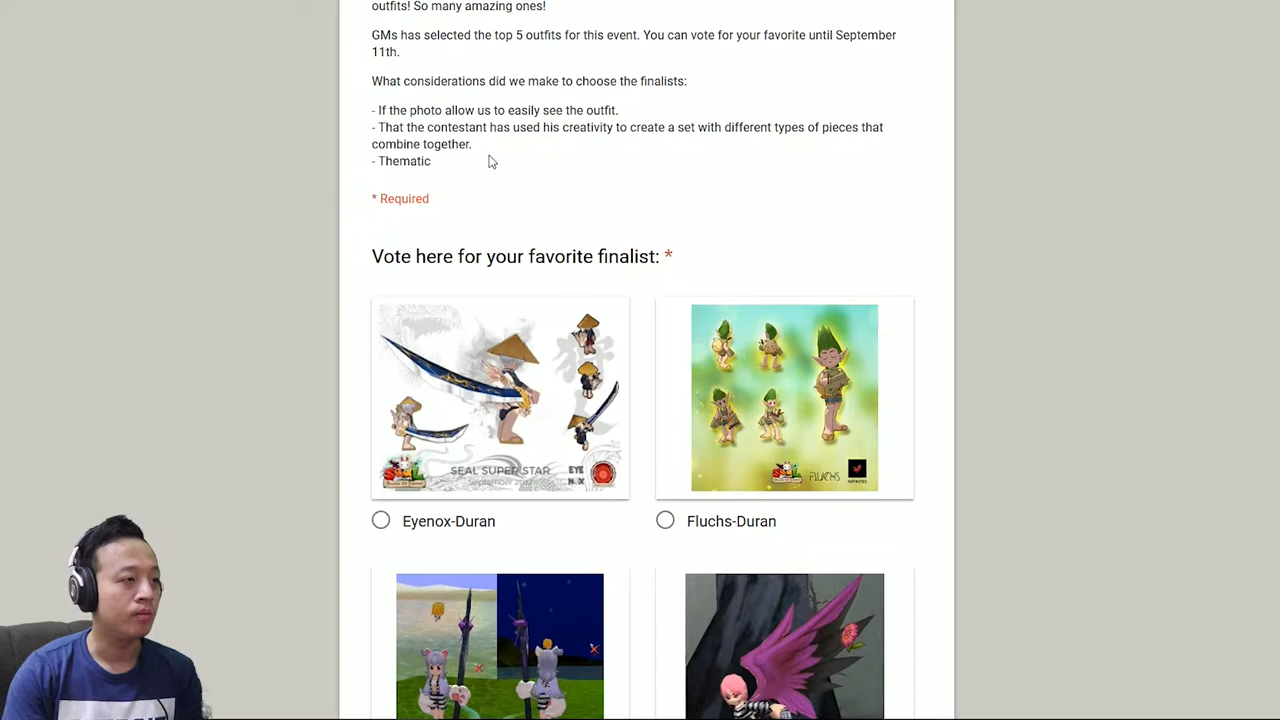 outfits! So many amazing ones!
GMs has selected the top 5 outfits for this event. You can vote for your favorite until September
11th.
What considerations did we make to choose the finalists:
- If the photo allow us to easily see the outfit.
- That the contestant has used his creativity to create a set with different types of pieces that
combine together.
- Thematic
* Required
Vote here for your favorite finalist: *
SEAL SUPER STAR
EYE
NOX
FLUCHS
Eyenox-Duran
Fluchs-Duran